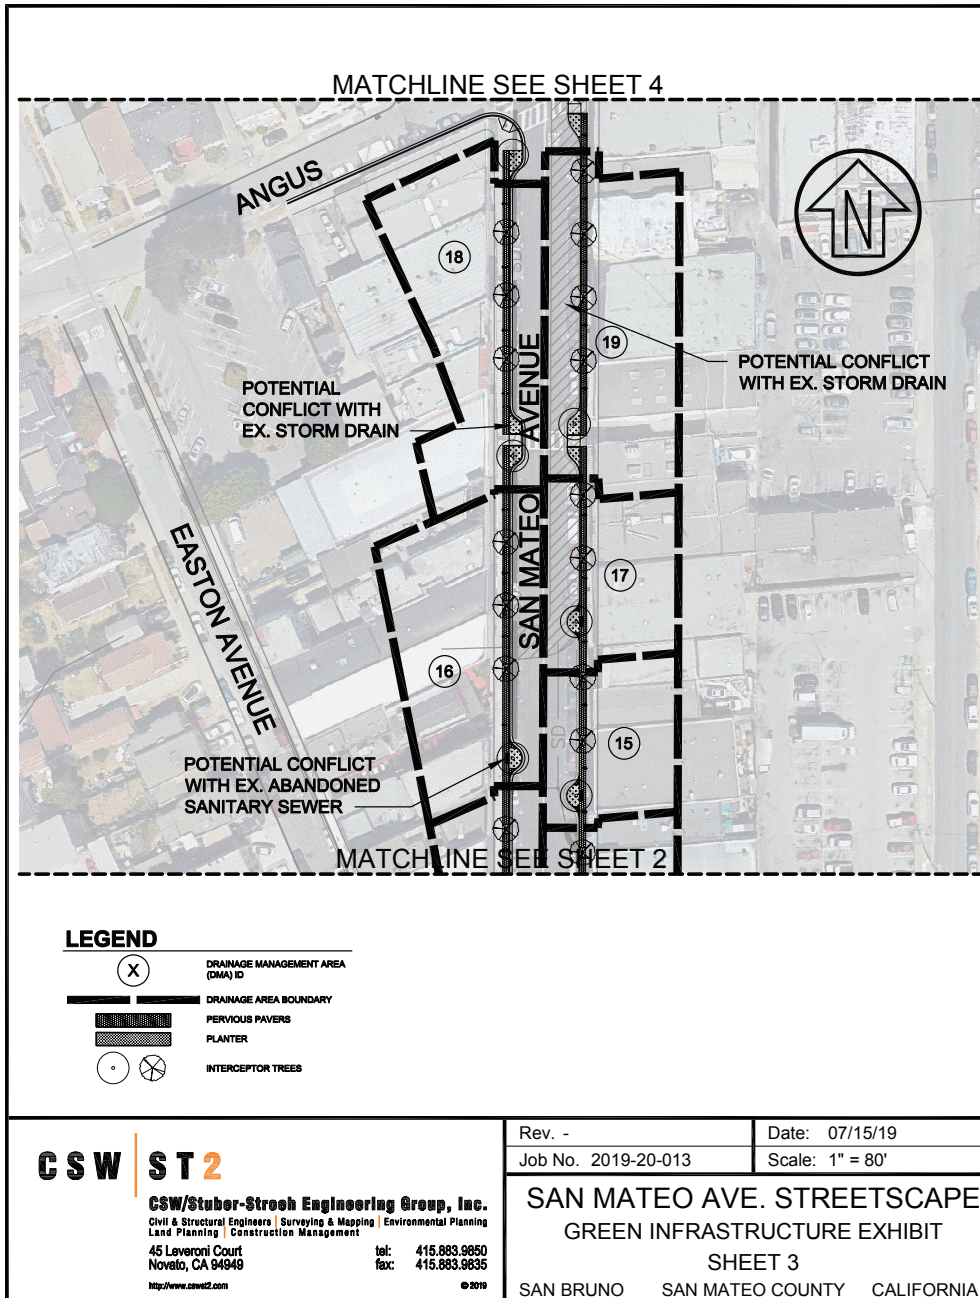 MATCHLINE SEE SHEET 4
ANGUS
N
18
SD
19
POTENTIAL CONFLICT
WITH EX. STORM DRAIN
POTENTIAL
CONFLICT WITH
EX. STORM DRAIN
SAN MATEO AVENUE
EASTON AVENUE
17
16
15
SD
POTENTIAL CONFLICT
WITH EX. ABANDONED
SANITARY SEWER
MATCHLINE SEE SHEET 2
LEGEND
X
DRAINAGE MANAGEMENT AREA
(DMA) ID
DRAINAGE AREA BOUNDARY
PERVIOUS PAVERS
PLANTER
INTERCEPTOR TREES
CSW ST2
CSW/Stuber-Stroeh Engineering Group, Inc.
Civil & Structural Engineers | Surveying & Mapping | Environmental Planning
Land Planning | Construction Management
45 Leveroni Court
Novato, CA 94949
tel: 415.883.9850
fax: 415.883.9835
http://www.cswst2.com
© 2019
Rev. -
Date: 07/15/19
Job No. 2019-20-013
Scale: 1" = 80'
SAN MATEO AVE. STREETSCAPE
GREEN INFRASTRUCTURE EXHIBIT
SHEET 3
SAN BRUNO SAN MATEO COUNTY CALIFORNIA